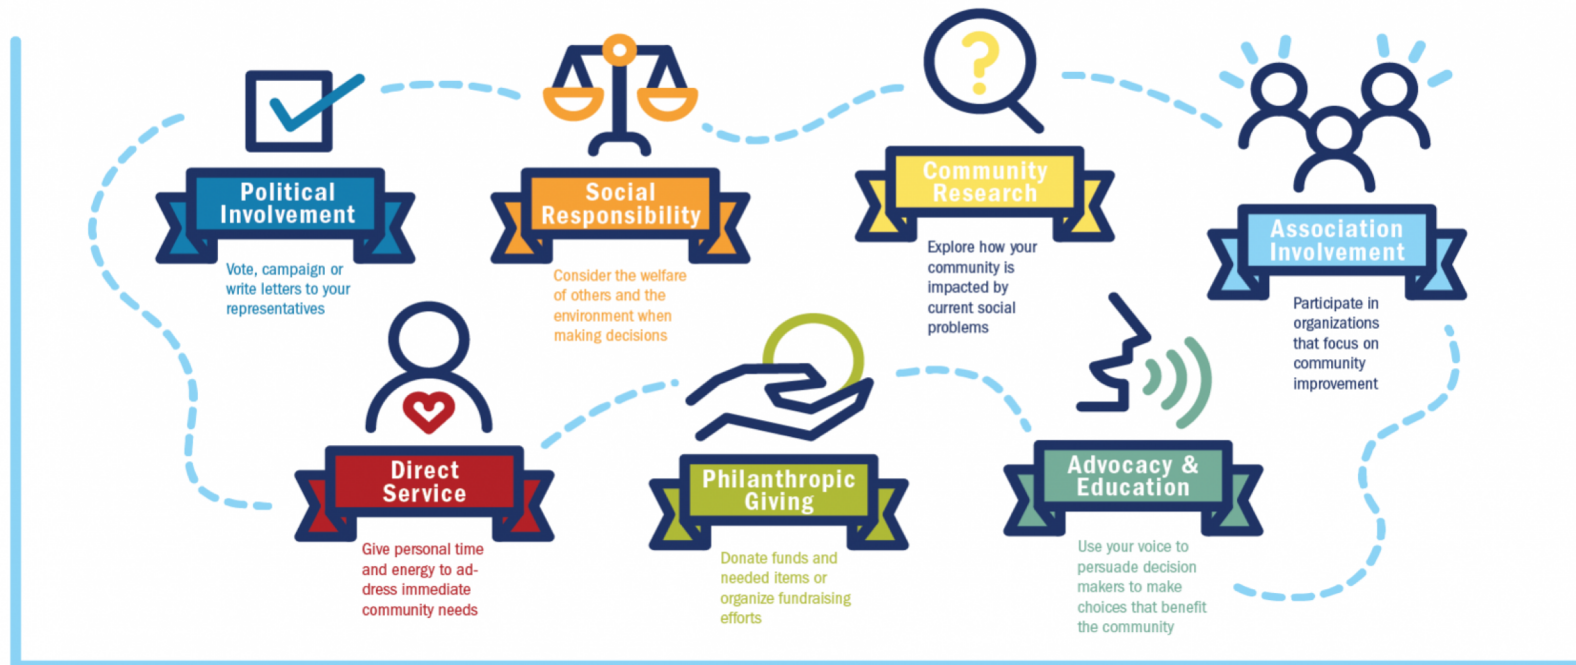 Political
Involvement
Vote, campaign or
write letters to your
representatives
Social
Responsibility
Consider the welfare
of others and the
environment when
making decisions
?
Community
Research
Explore how your
community is
impacted by
current social
problems
Association
Involvement
Participate in
organizations
that focus on
community
improvement
Direct
Service
Give personal time
and energy to ad-
dress immediate
community needs
Philanthropic
Giving
Donate funds and
needed items or
organize fundraising
efforts
Advocacy &
Education
Use your voice to
persuade decision
makers to make
choices that benefit
the community